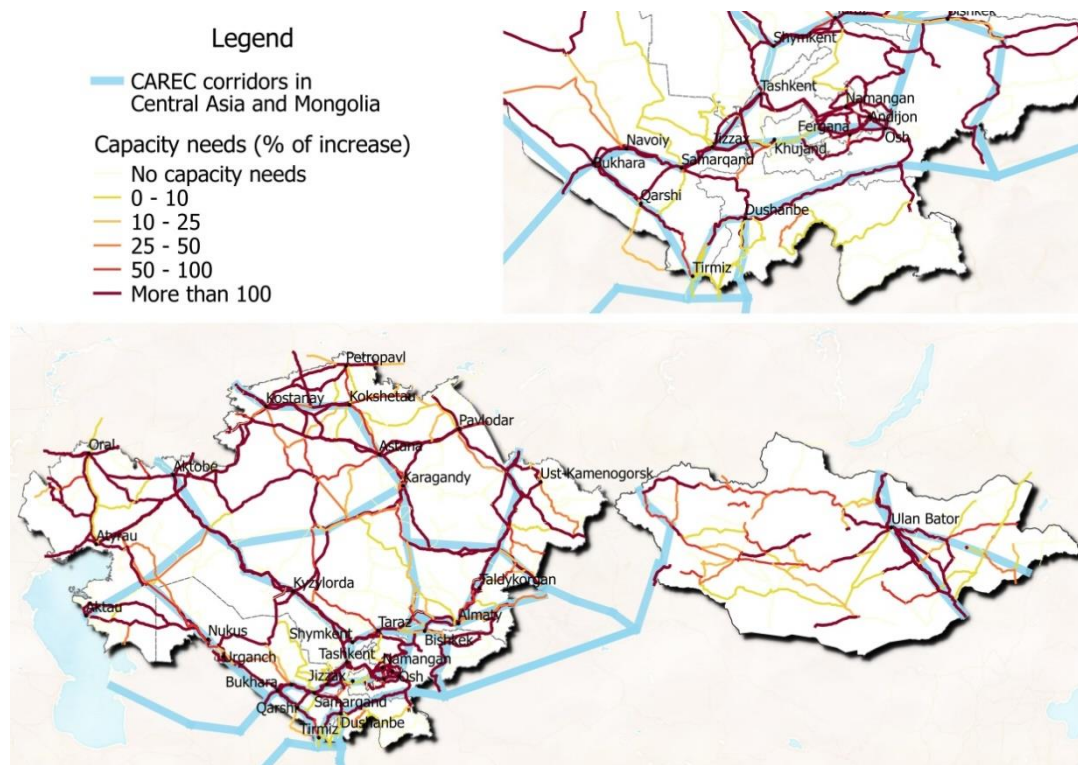 Legend
CAREC corridors in
Central Asia and Mongolia
Capacity needs (% of increase)
No capacity needs
0 - 10
10 - 25
25 - 50
50 - 100
More than 100
Bishkek
Shymkent
Tashkent
Namangan
Andijon
Fergana
Osh
Navoiy
Jizzax
Khujand
Bukhara
Samarqand
Qarshi
Dushanbe
Tirmiz
Petropavl
Kostanay
Kokshetau
Pavlodar
Oral
Astana
Aktobe
Karagandy
Ust-Kamenogorsk
Ulan Bator
Atyrau
Kyzylorda
Taldykorgan
Aktau
Nukus
Shymkent
Taraz
Almaty
Bishkek
Urganch
Tashkent
Namangan
Bukhara
Jizzax
Osh
Qarshi
Samarqand
Dushanbe
Tirmiz